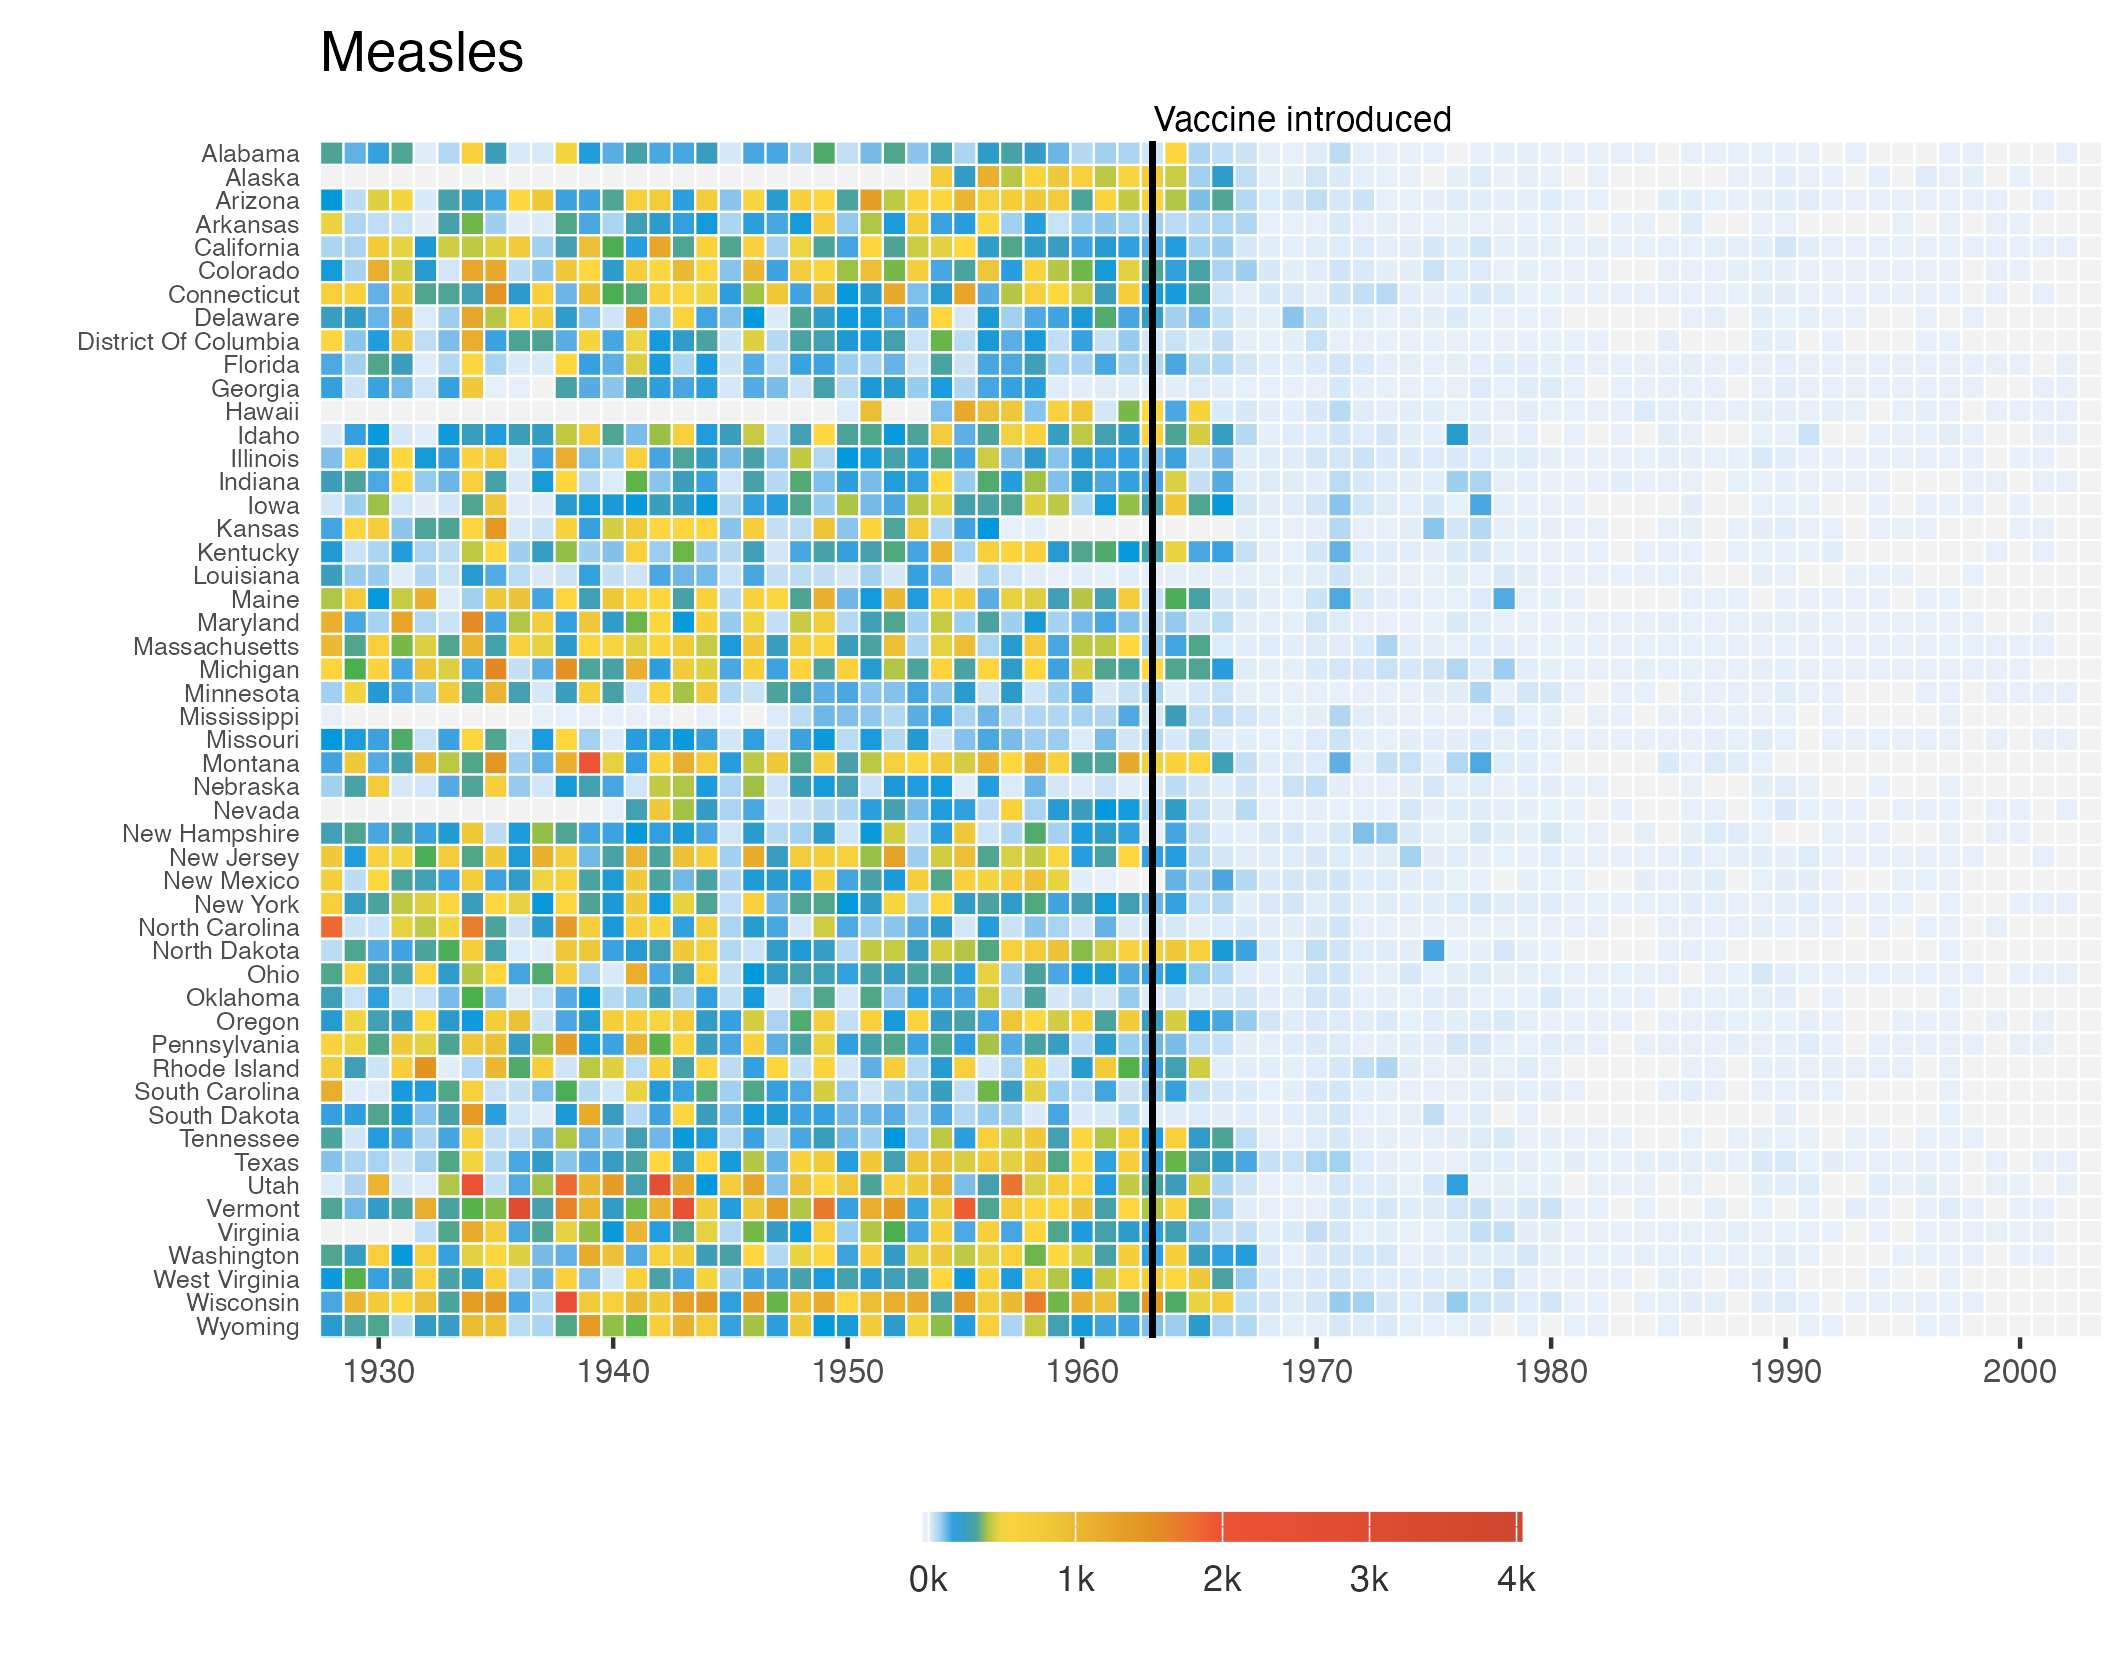 Measles
Vaccine introduced
Alabama
Alaska
Arizona
Arkansas
California
Colorado
Connecticut
Delaware
District Of Columbia
Florida
Georgia
Hawaii
Idaho
Illinois
Indiana
Iowa
Kansas
Kentucky
Louisiana
Maine
Maryland
Massachusetts
Michigan
Minnesota
Mississippi
Missouri
Montana
Nebraska
Nevada
New Hampshire
New Jersey
New Mexico
New York
North Carolina
North Dakota
Ohio
Oklahoma
Oregon
Pennsylvania
Rhode Island
South Carolina
South Dakota
Tennessee
Texas
Utah
Vermont
Virginia
Washington
West Virginia
Wisconsin
Wyoming
1930 1940 1950 1960 1970 1980 1990 2000
0k 1k 2k 3k 4k